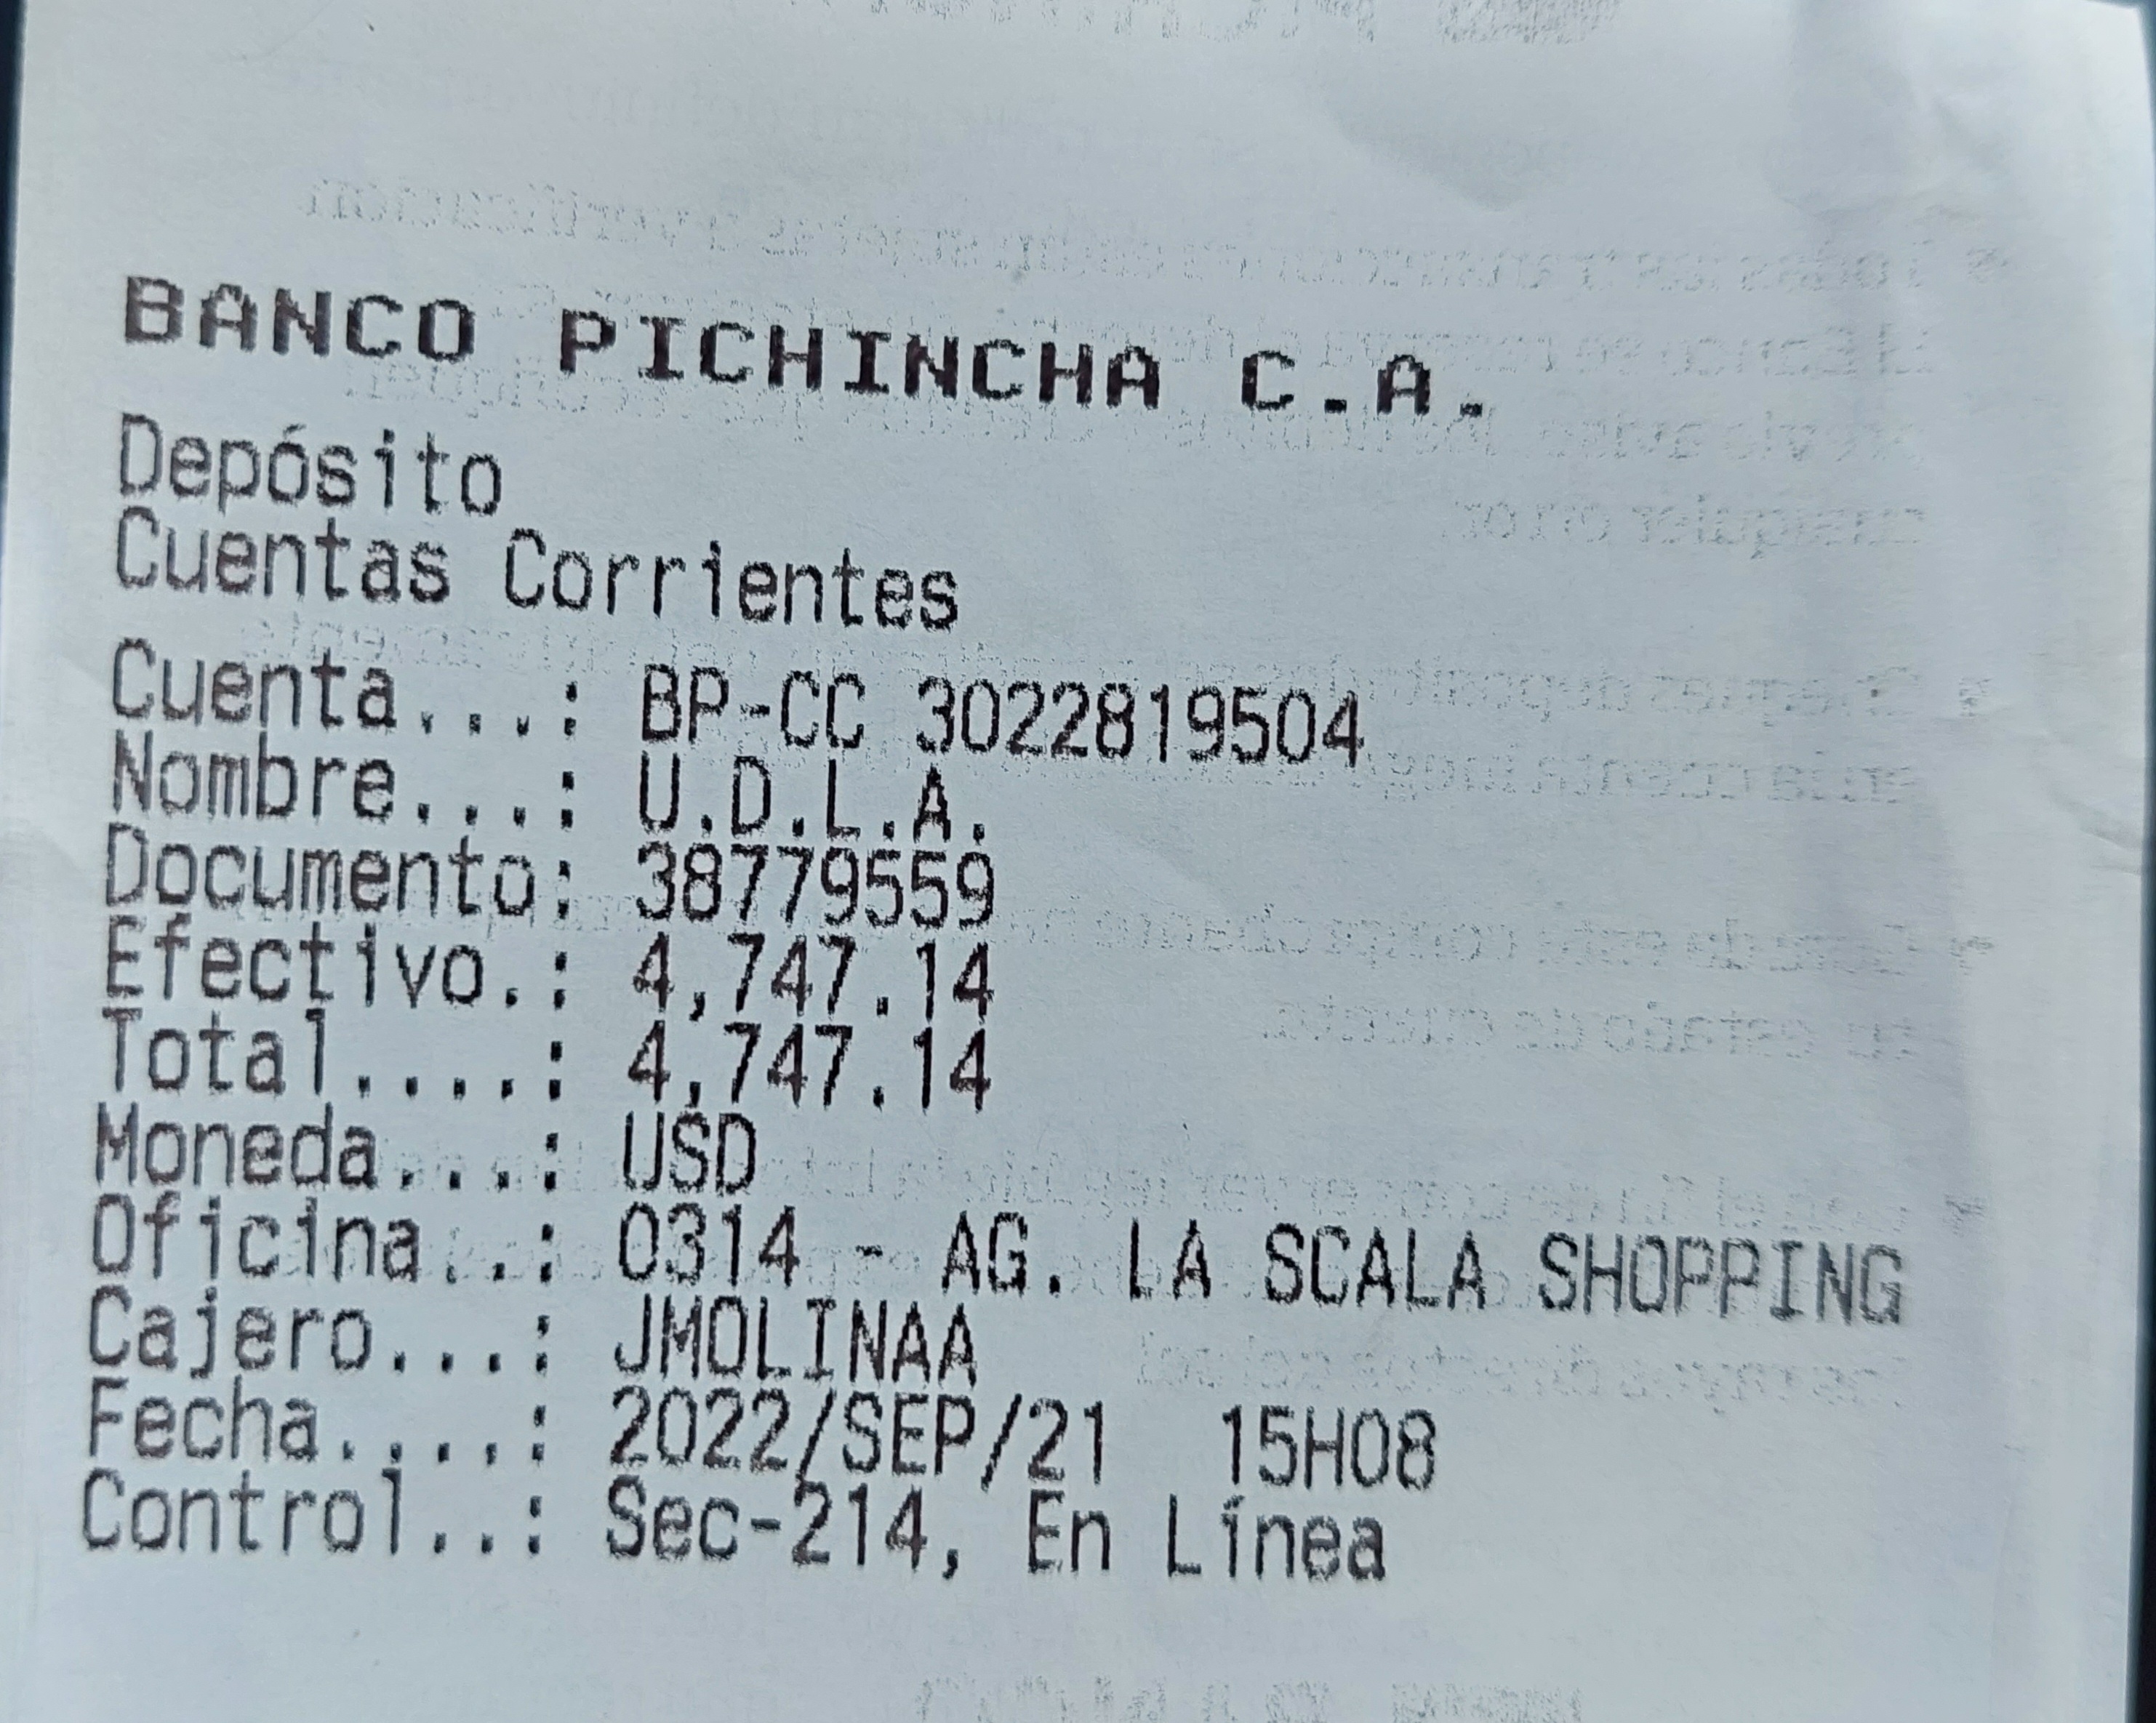 BANCO PICHINCHA C.A.
Depósito
Cuentas Corrientes
Cuenta...: BP-CC 3022819504
Nombre...: U.D.L.A.
Documento: 38779559
Efectivo.: 4,747.14
Total....: 4,747.14
Moneda...: USD
Oficina..: 0314 - AG. LA SCALA SHOPPING
Cajero...: JMOLINAA
Fecha....: 2022/SEP/21 15H08
Control..: Sec-214, En Línea